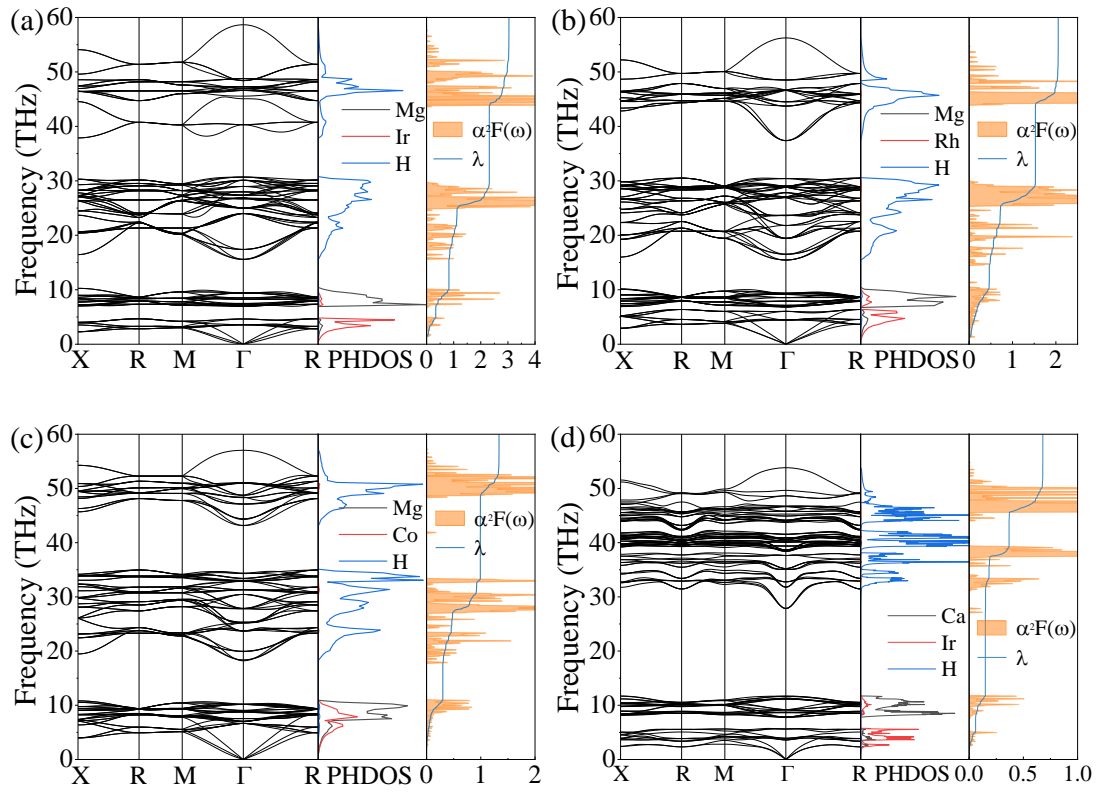 (a)
Frequency (THz)
60
50
40
30
20
10
0
X R M Γ R PHDOS 0 1 2 3 4
Mg
Ir
H
α²F(ω)
λ
(b)
Frequency (THz)
60
50
40
30
20
10
0
X R M Γ R PHDOS 0 1 2
Mg
Rh
H
α²F(ω)
λ
(c)
Frequency (THz)
60
50
40
30
20
10
0
X R M Γ R PHDOS 0 1 2
Mg
Co
H
α²F(ω)
λ
(d)
Frequency (THz)
60
50
40
30
20
10
0
X R M Γ R PHDOS 0.0 0.5 1.0
Ca
Ir
H
α²F(ω)
λ